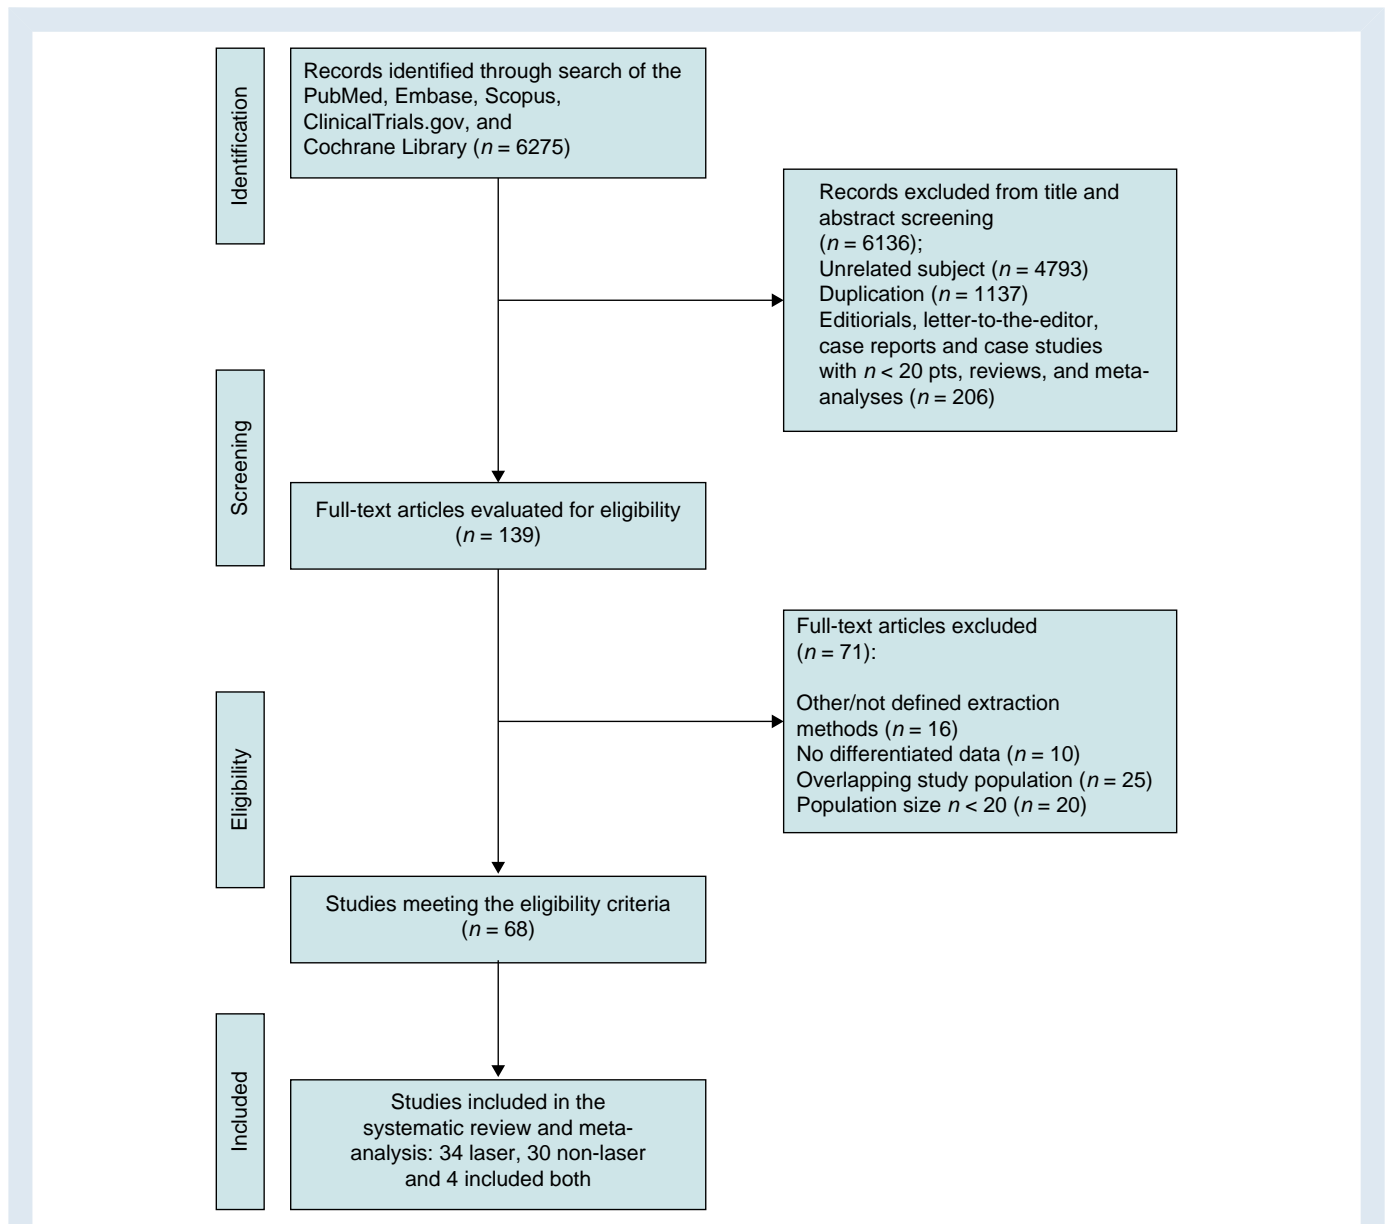 Identification
Records identified through search of the
PubMed, Embase, Scopus,
ClinicalTrials.gov, and
Cochrane Library (n = 6275)
Records excluded from title and
abstract screening
(n = 6136);
Unrelated subject (n = 4793)
Duplication (n = 1137)
Editiorials, letter-to-the-editor,
case reports and case studies
with n < 20 pts, reviews, and meta-
analyses (n = 206)
Screening
Full-text articles evaluated for eligibility
(n = 139)
Full-text articles excluded
(n = 71):
Other/not defined extraction
methods (n = 16)
No differentiated data (n = 10)
Overlapping study population (n = 25)
Population size n < 20 (n = 20)
Eligibility
Studies meeting the eligibility criteria
(n = 68)
Included
Studies included in the
systematic review and meta-
analysis: 34 laser, 30 non-laser
and 4 included both